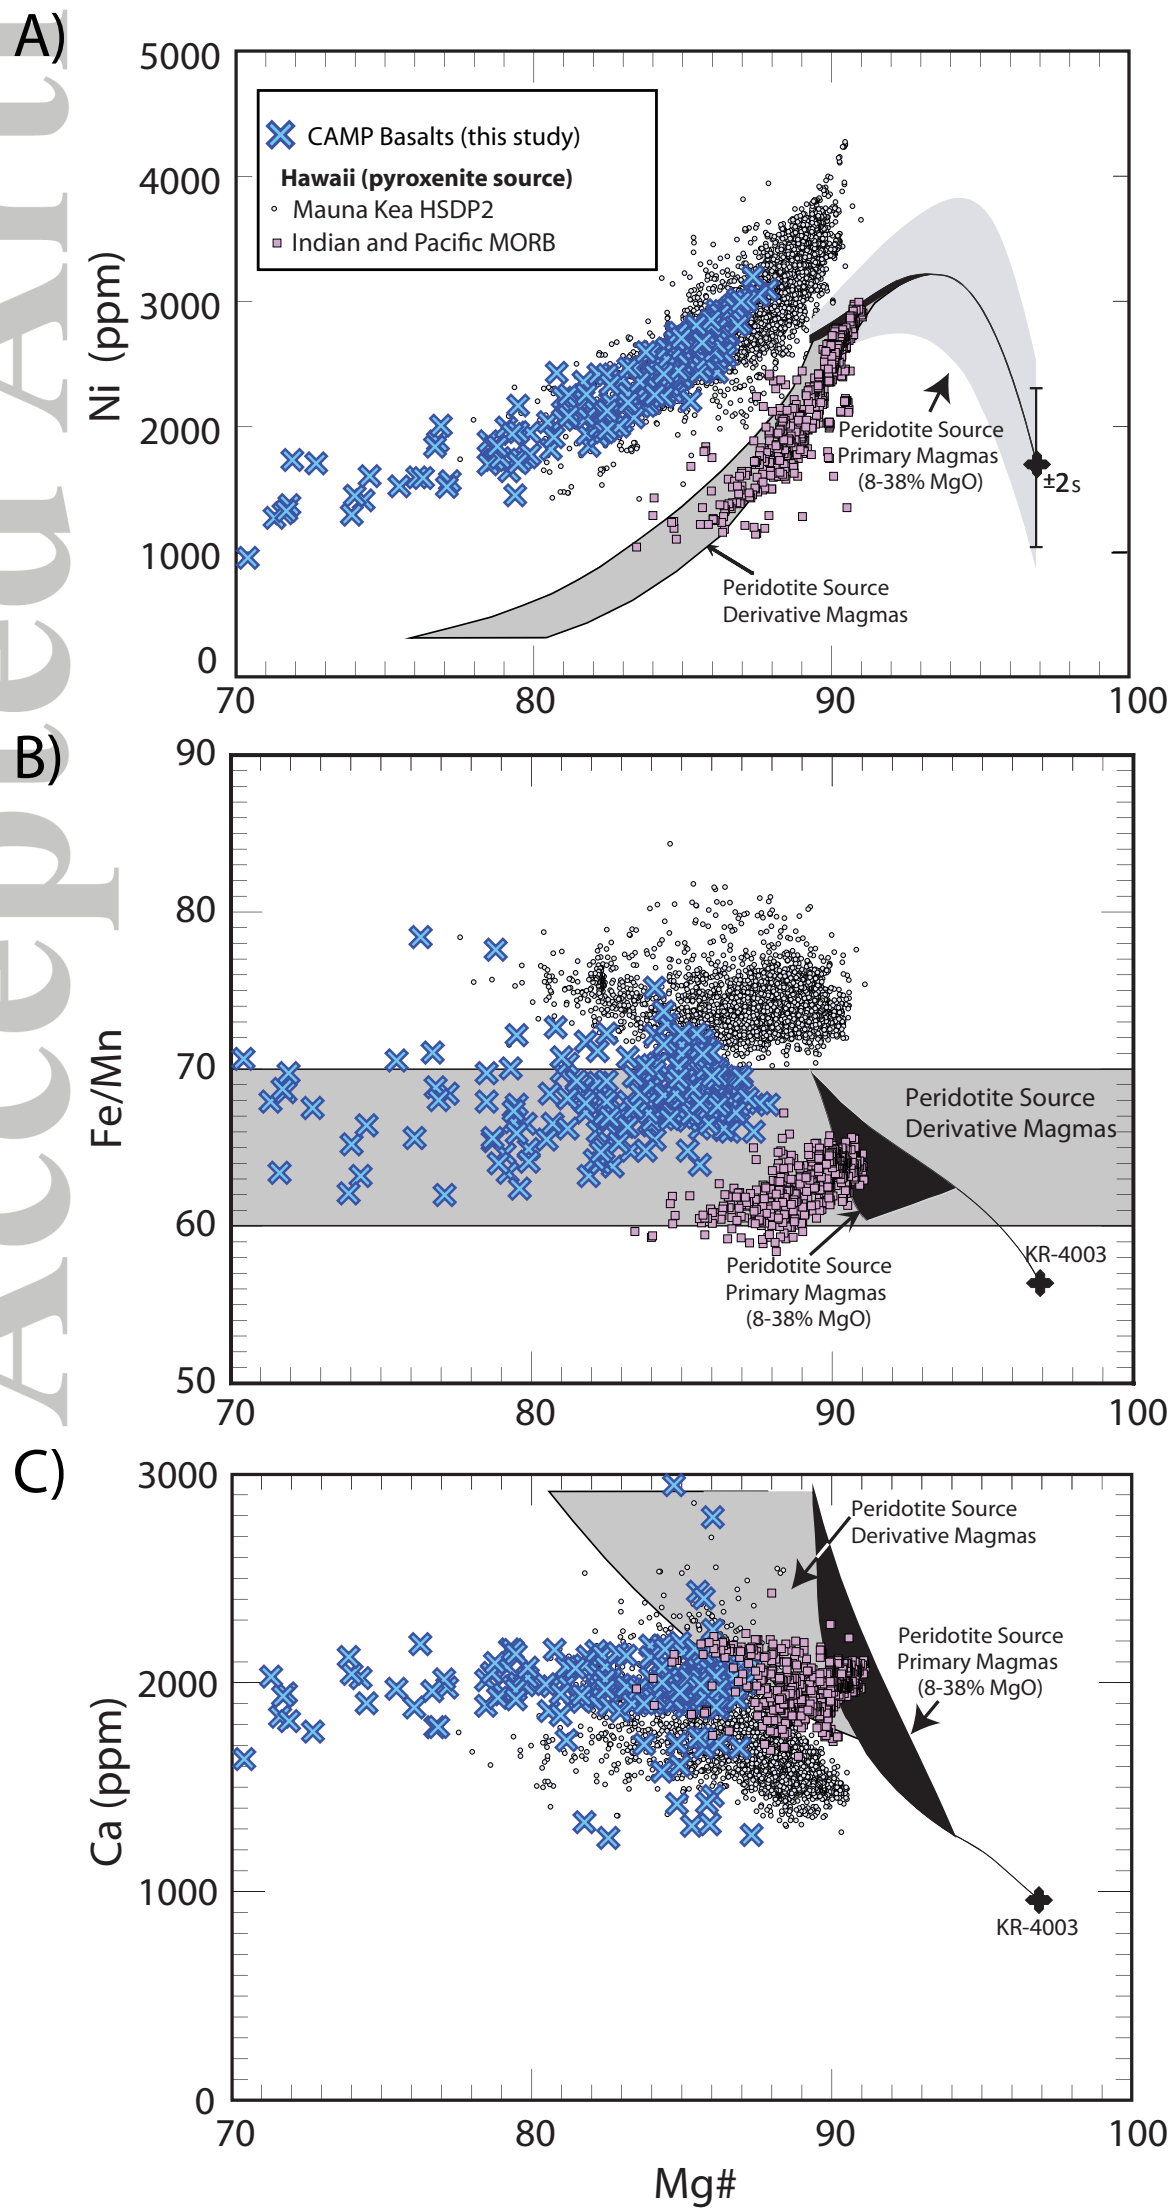 Accepted Arti
A)
5000
4000
3000
2000
1000
0
Ni (ppm)
CAMP Basalts (this study)
Hawaii (pyroxenite source)
Mauna Kea HSDP2
Indian and Pacific MORB
Peridotite Source
Primary Magmas
(8-38% MgO)
±2s
Peridotite Source
Derivative Magmas
70 80 90 100
B)
90
80
70
60
50
Fe/Mn
Peridotite Source
Derivative Magmas
KR-4003
Peridotite Source
Primary Magmas
(8-38% MgO)
70 80 90 100
C)
3000
2000
1000
0
Ca (ppm)
Peridotite Source
Derivative Magmas
Peridotite Source
Primary Magmas
(8-38% MgO)
KR-4003
70 80 90 100
Mg#